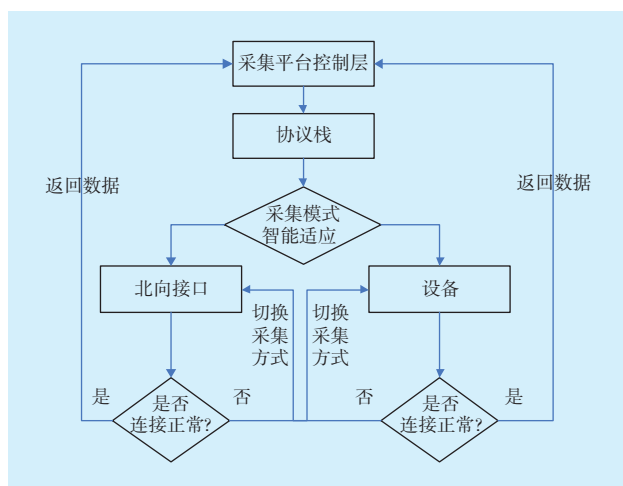 采集平台控制层
协议栈
返回数据
返回数据
采集模式
智能适应
北向接口
设备
切换
采集
方式
切换
采集
方式
是
是否
连接正常?
否
否
是否
连接正常?
是